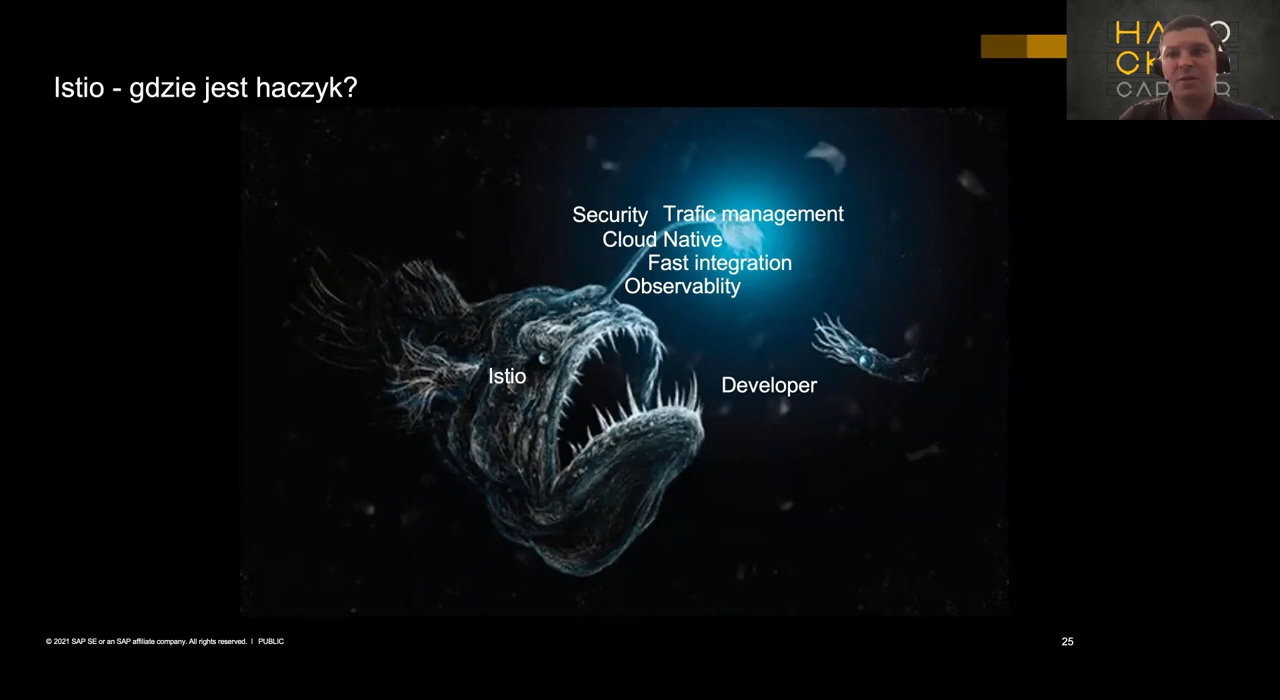 Istio - gdzie jest haczyk?
Security Trafic management
Cloud Native
Fast integration
Observablity
Istio
Developer
© 2021 SAP SE or an SAP affiliate company. All rights reserved. I PUBLIC
25